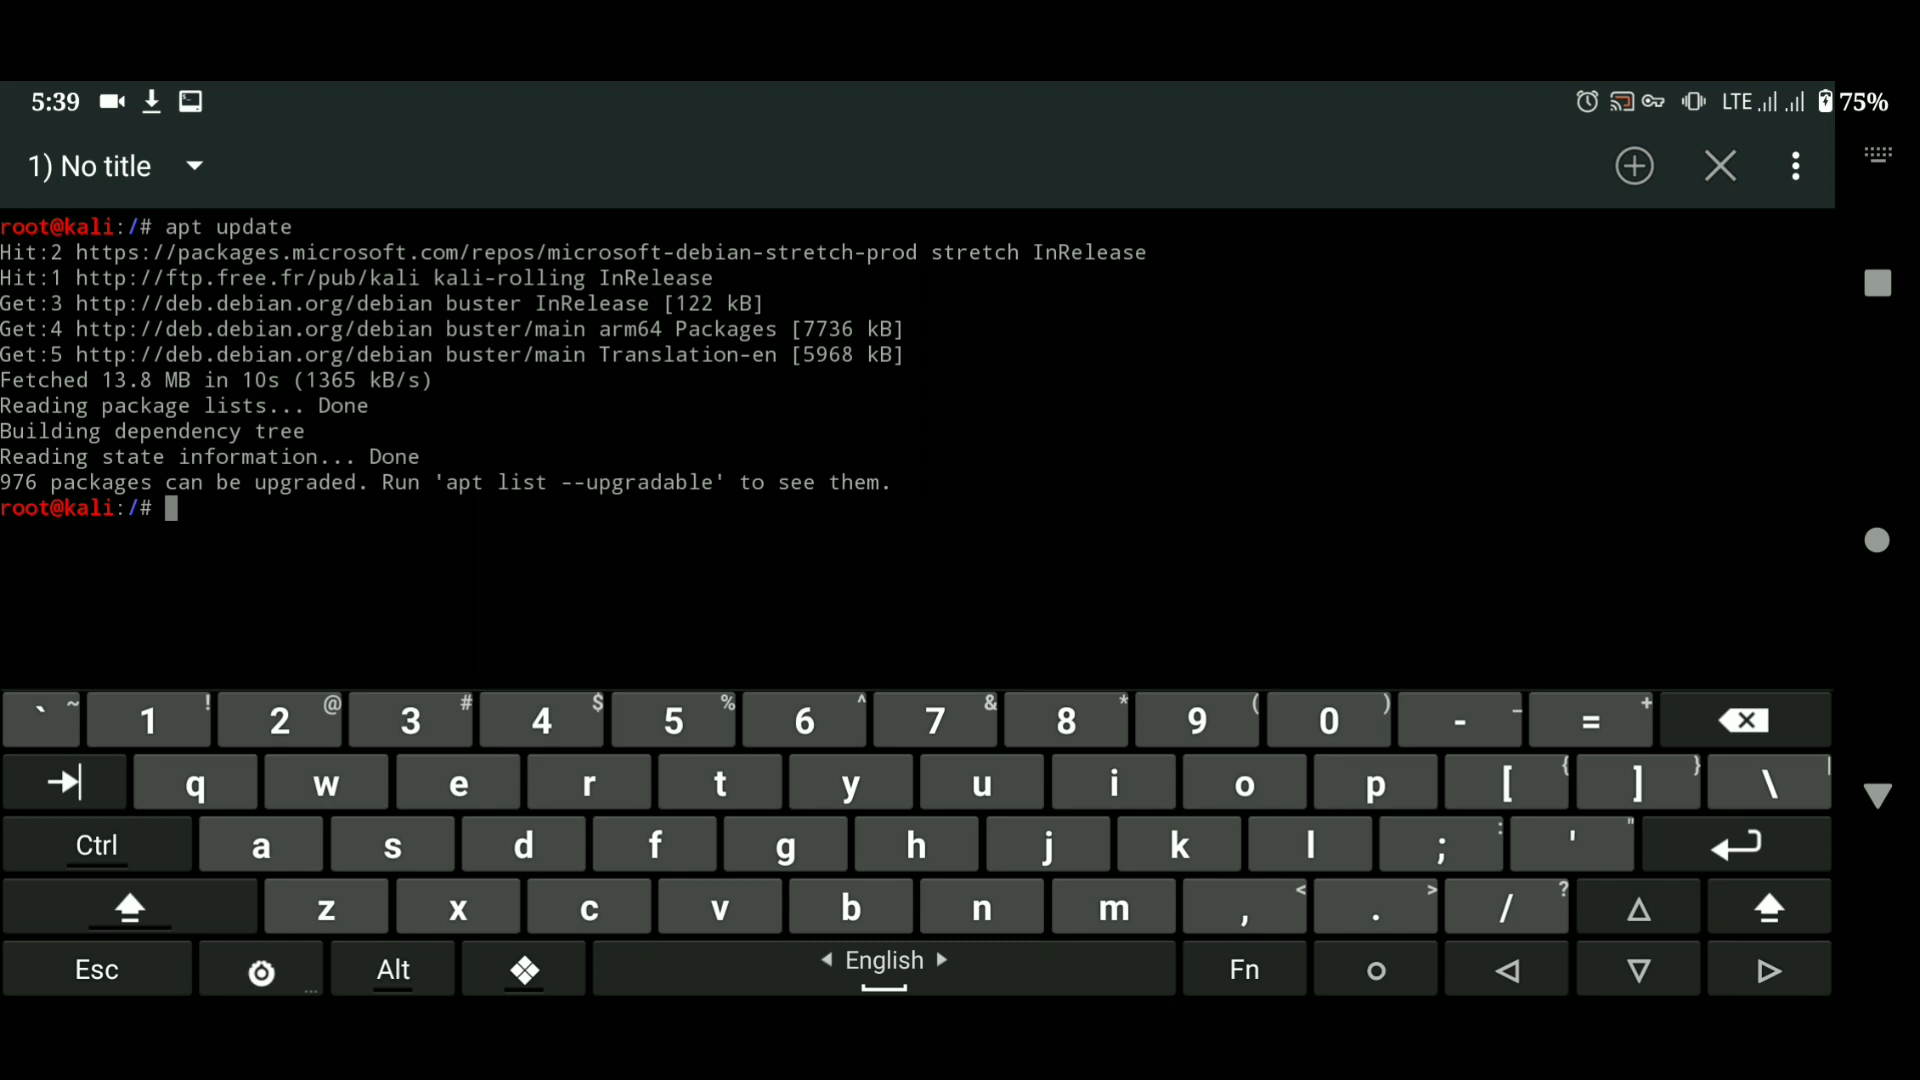 5:39 LTE 75%
1) No title
root@kali:/# apt update
Hit:2 https://packages.microsoft.com/repos/microsoft-debian-stretch-prod stretch InRelease
Hit:1 http://ftp.free.fr/pub/kali kali-rolling InRelease
Get:3 http://deb.debian.org/debian buster InRelease [122 kB]
Get:4 http://deb.debian.org/debian buster/main arm64 Packages [7736 kB]
Get:5 http://deb.debian.org/debian buster/main Translation-en [5968 kB]
Fetched 13.8 MB in 10s (1365 kB/s)
Reading package lists... Done
Building dependency tree
Reading state information... Done
976 packages can be upgraded. Run 'apt list --upgradable' to see them.
root@kali:/#
` ~ 1 ! 2 @ 3 # 4 $ 5 % 6 ^ 7 & 8 * 9 ( 0 ) - _ = +
q w e r t y u i o p [ { ] } \ |
Ctrl a s d f g h j k l ; : ' "
z x c v b n m , < . > / ?
Esc ... Alt English Fn